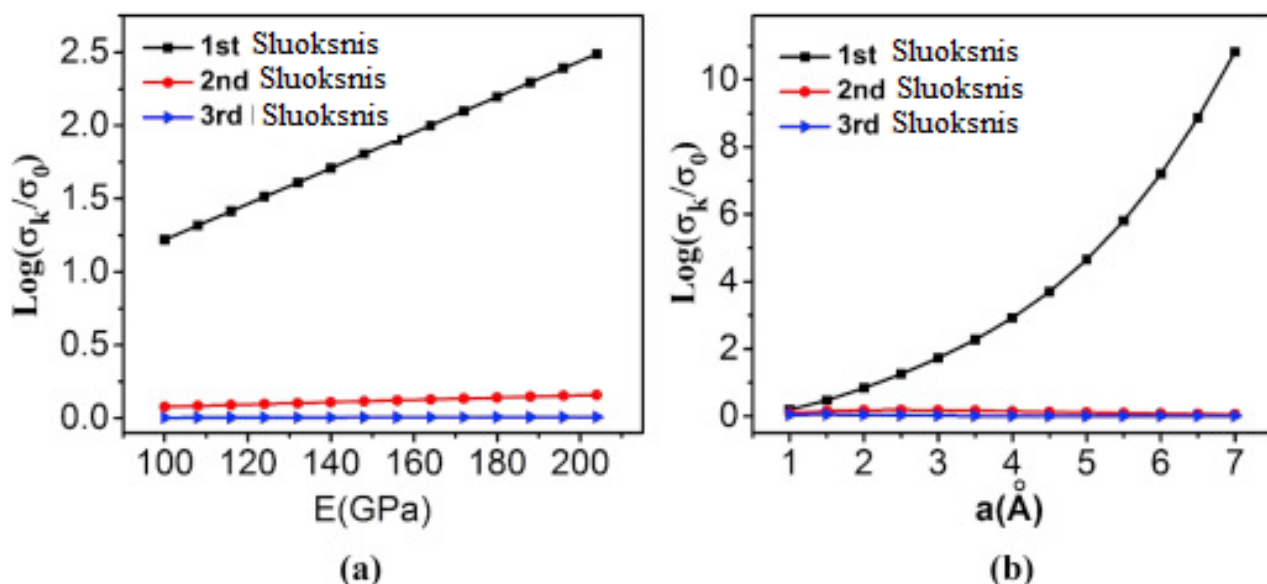 1st Sluoksnis
2nd Sluoksnis
3rd Sluoksnis
2.5
2.0
1.5
1.0
0.5
0.0
Log(σk/σ0)
100 120 140 160 180 200
E(GPa)
(a)
1st Sluoksnis
2nd Sluoksnis
3rd Sluoksnis
10
8
6
4
2
0
Log(σk/σ0)
1 2 3 4 5 6 7
a(Å)
(b)